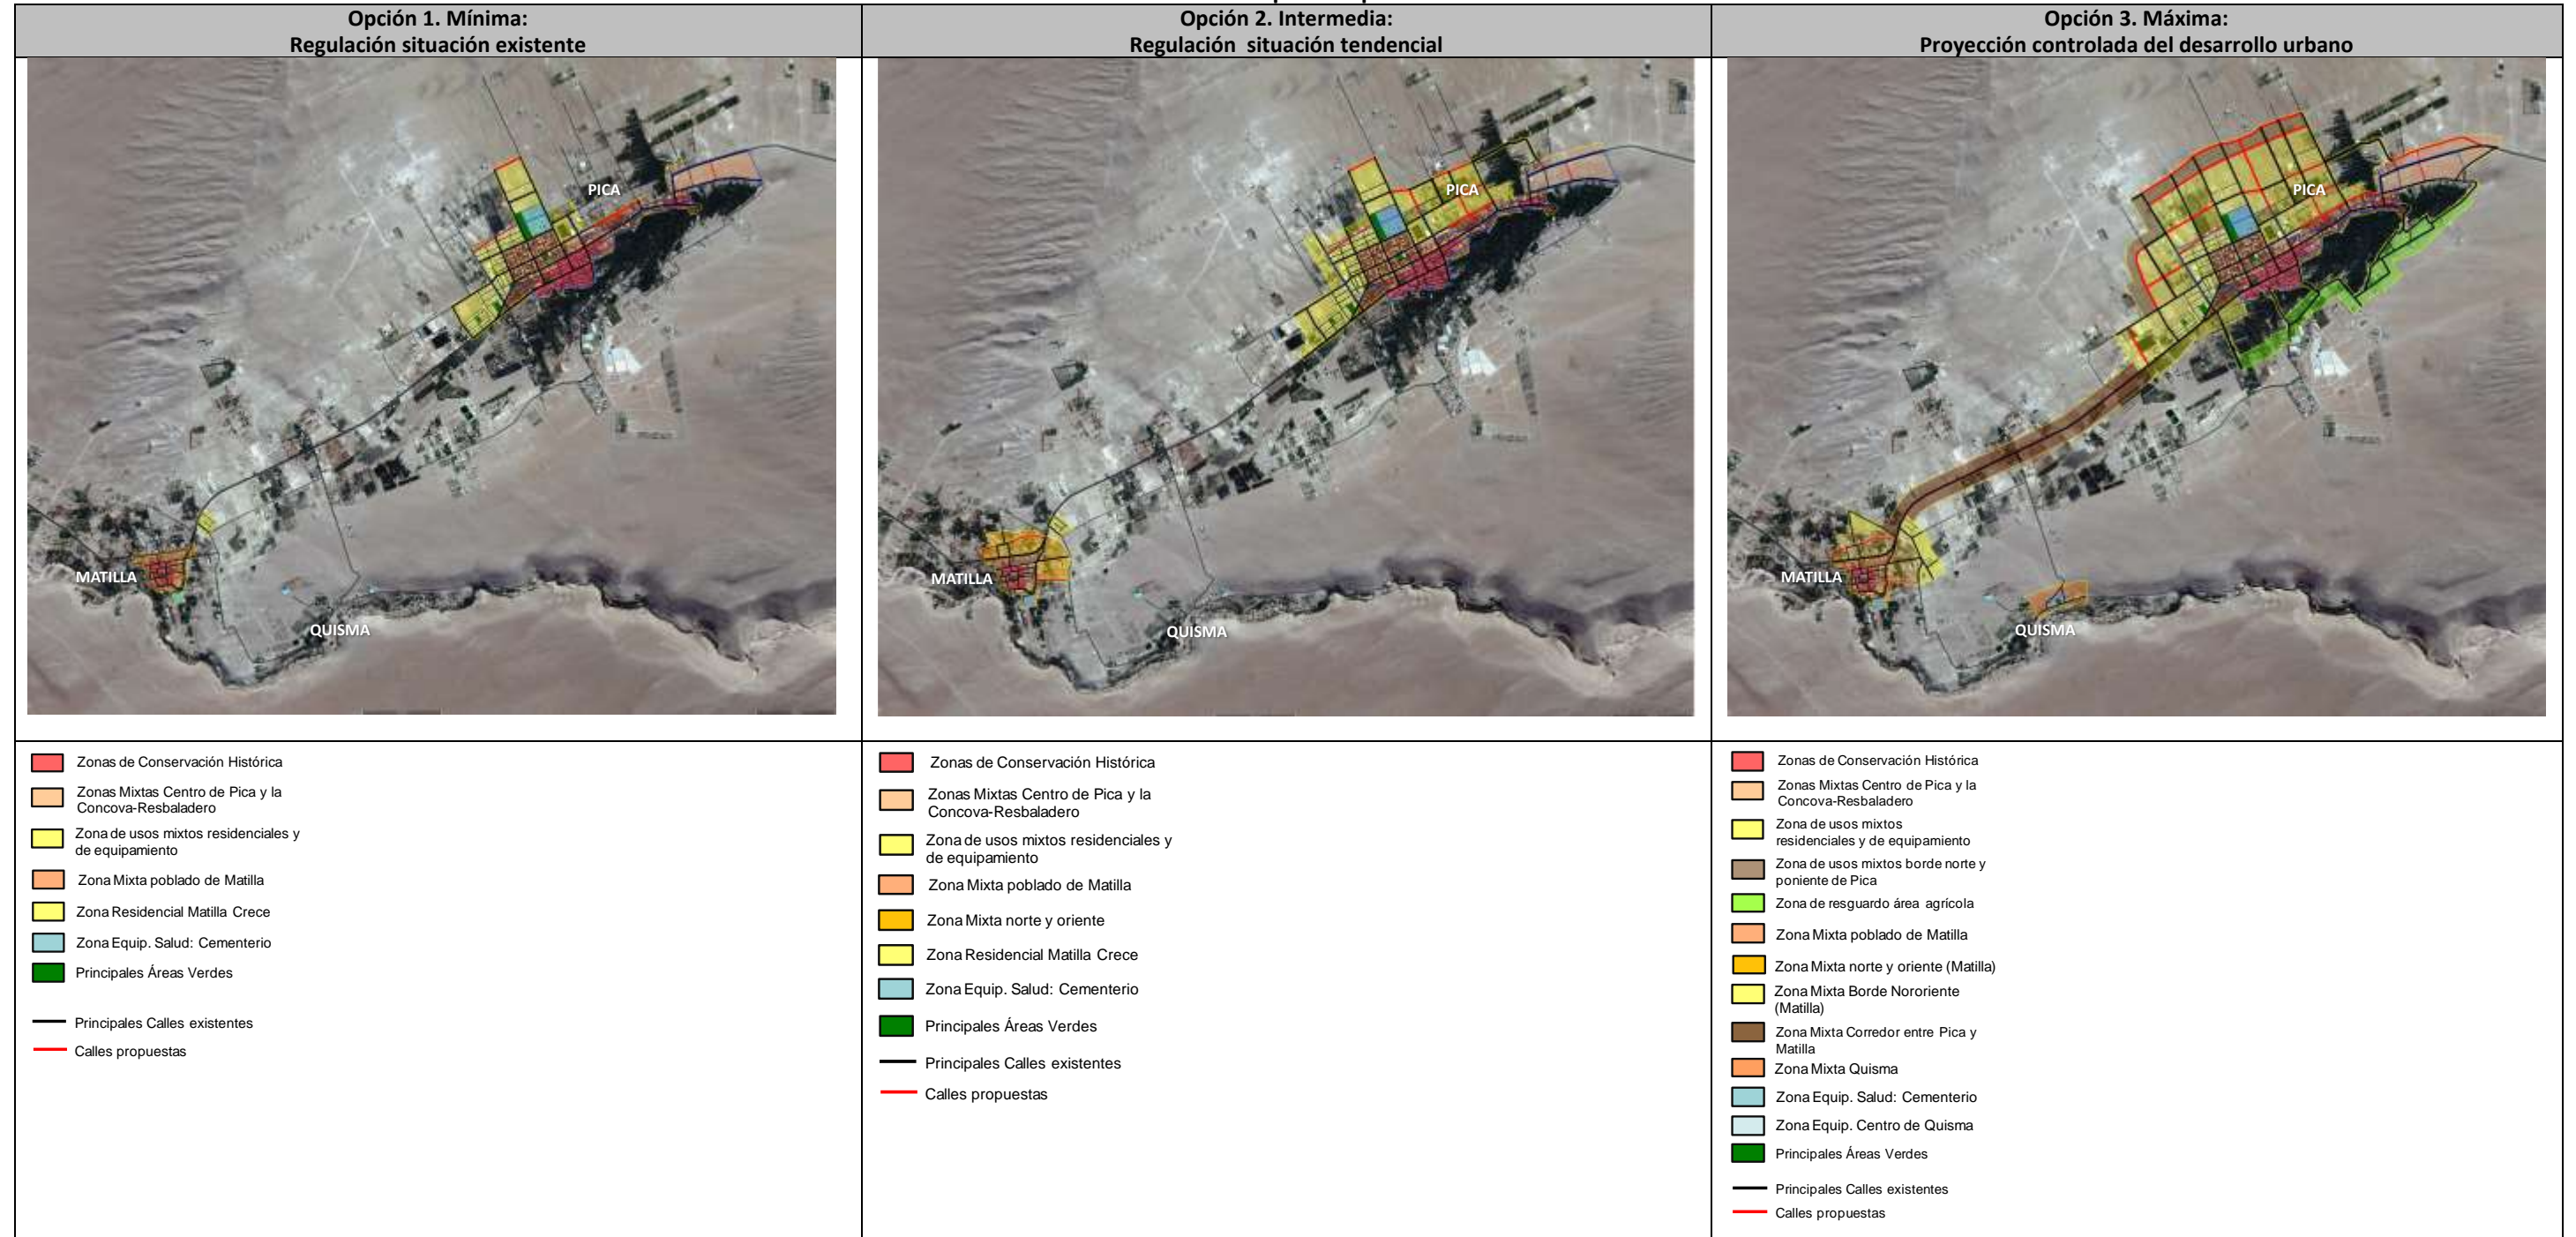 Opción 1. Mínima:
Regulación situación existente
Opción 2. Intermedia:
Regulación situación tendencial
Opción 3. Máxima:
Proyección controlada del desarrollo urbano
PICA
MATILLA
QUISMA
PICA
MATILLA
QUISMA
PICA
MATILLA
QUISMA
Zonas de Conservación Histórica
Zonas Mixtas Centro de Pica y la
Concova-Resbaladero
Zona de usos mixtos residenciales y
de equipamiento
Zona Mixta poblado de Matilla
Zona Residencial Matilla Crece
Zona Equip. Salud: Cementerio
Principales Áreas Verdes
Principales Calles existentes
Calles propuestas
Zonas de Conservación Histórica
Zonas Mixtas Centro de Pica y la
Concova-Resbaladero
Zona de usos mixtos residenciales y
de equipamiento
Zona Mixta poblado de Matilla
Zona Mixta norte y oriente
Zona Residencial Matilla Crece
Zona Equip. Salud: Cementerio
Principales Áreas Verdes
Principales Calles existentes
Calles propuestas
Zonas de Conservación Histórica
Zonas Mixtas Centro de Pica y la
Concova-Resbaladero
Zona de usos mixtos
residenciales y de equipamiento
Zona de usos mixtos borde norte y
poniente de Pica
Zona de resguardo área agrícola
Zona Mixta poblado de Matilla
Zona Mixta norte y oriente (Matilla)
Zona Mixta Borde Nororiente
(Matilla)
Zona Mixta Corredor entre Pica y
Matilla
Zona Mixta Quisma
Zona Equip. Salud: Cementerio
Zona Equip. Centro de Quisma
Principales Áreas Verdes
Principales Calles existentes
Calles propuestas